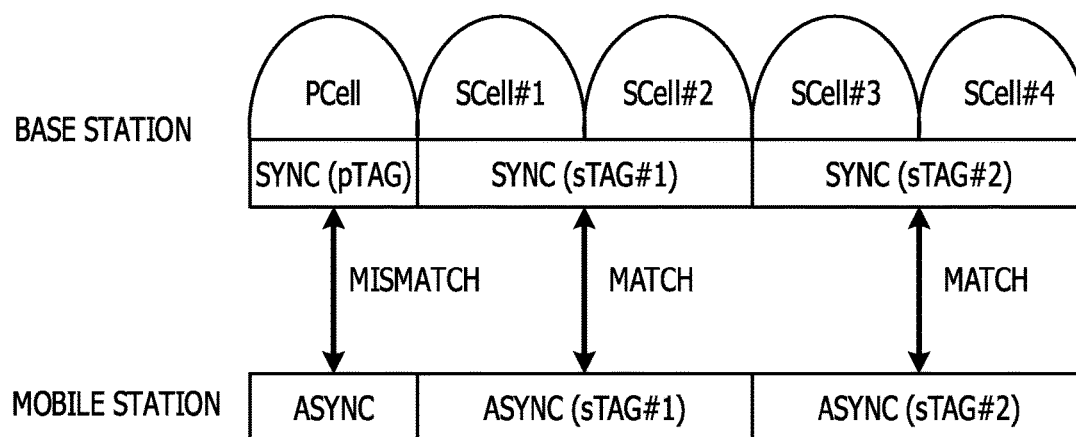 PCell SCell#1 SCell#2 SCell#3 SCell#4
BASE STATION
SYNC (pTAG) SYNC (sTAG#1) SYNC (sTAG#2)
MISMATCH MATCH MATCH
MOBILE STATION ASYNC ASYNC (sTAG#1) ASYNC (sTAG#2)